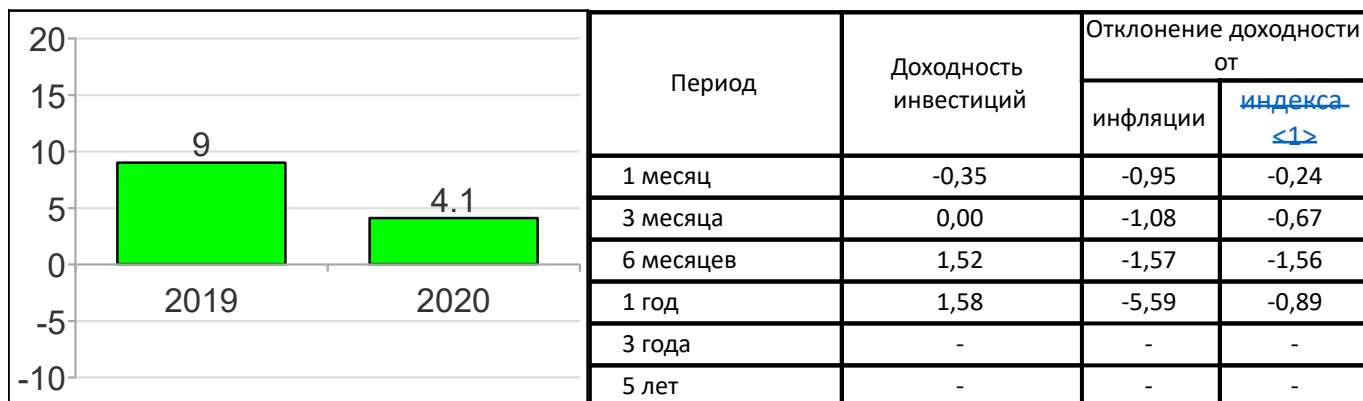 20
15
10
5
0
-5
-10
9
4.1
2019
2020
Период
Доходность
инвестиций
Отклонение доходности
от
инфляции
индекса
<1>
1 месяц -0,35 -0,95 -0,24
3 месяца 0,00 -1,08 -0,67
6 месяцев 1,52 -1,57 -1,56
1 год 1,58 -5,59 -0,89
3 года - - -
5 лет - - -